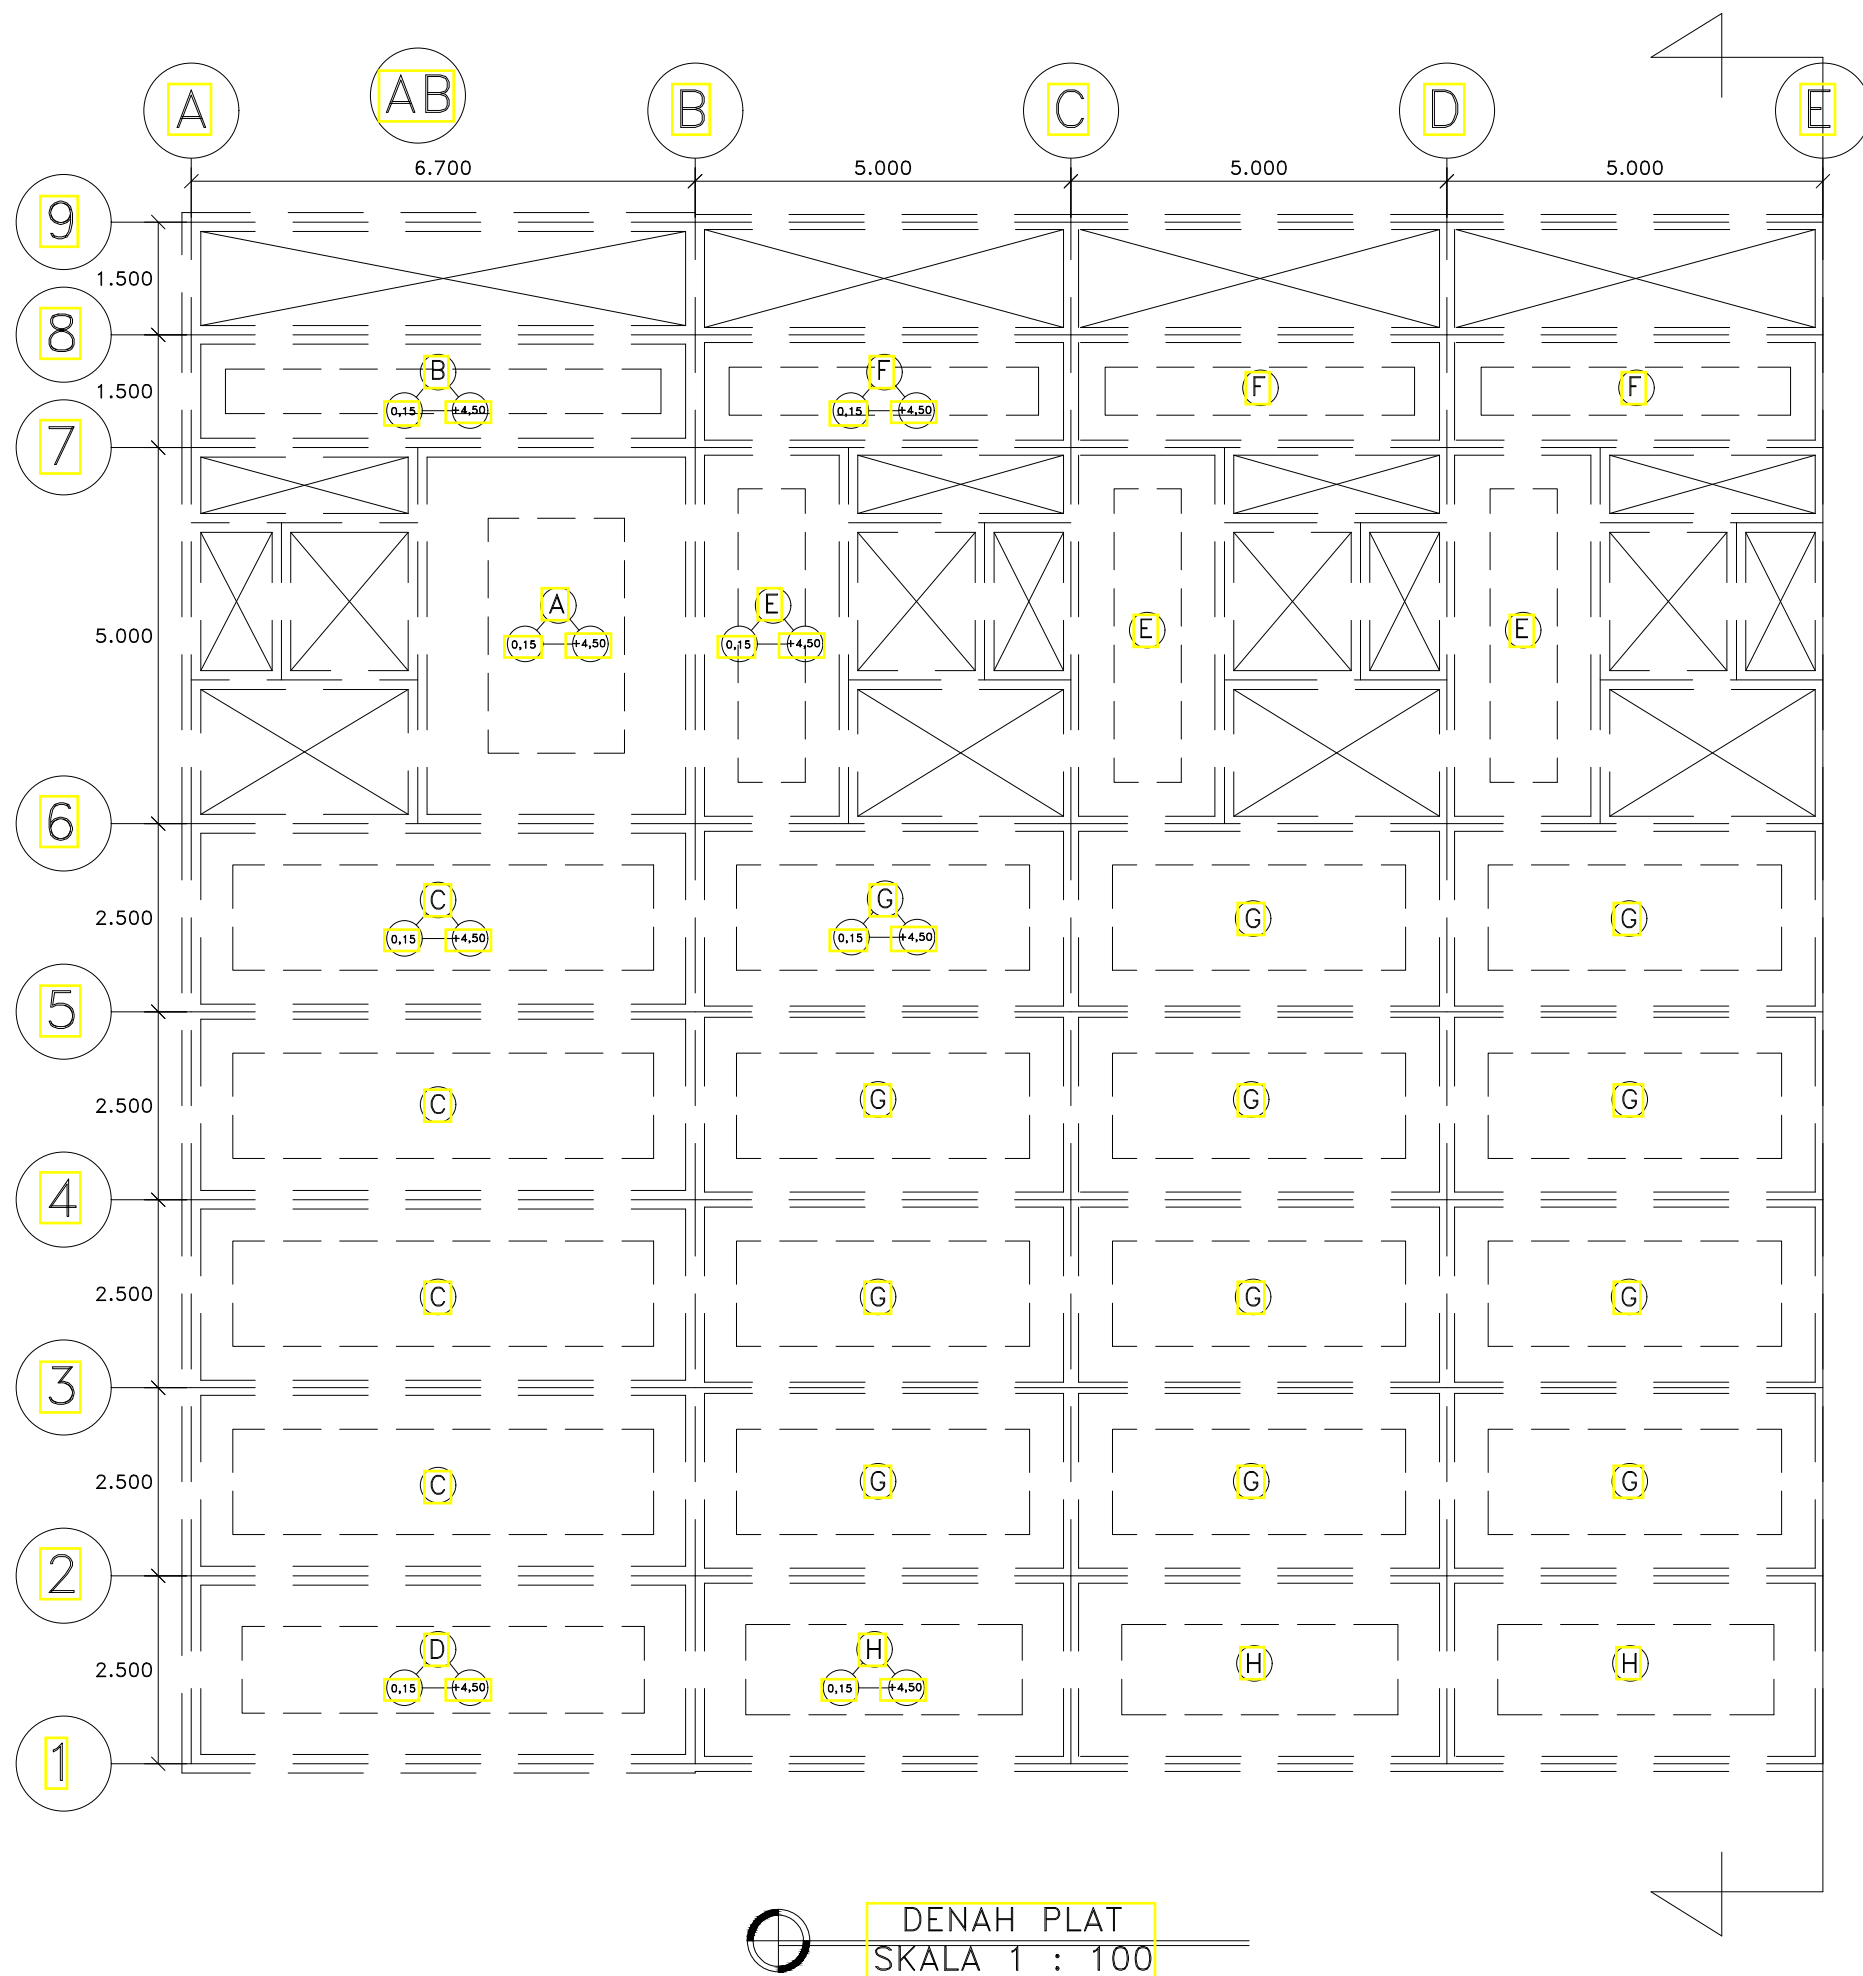 A AB B C D E
6.700 5.000 5.000 5.000
9
1.500
8
B F F F
1.500
0,15 +4,50 0,15 +4,50
7
A E E E
5.000
0,15 +4,50 0,15 +4,50
6
C G G G
2.500
0,15 +4,50 0,15 +4,50
5
C G G G
2.500
4
C G G G
2.500
3
C G G G
2.500
2
D H H H
2.500
0,15 +4,50 0,15 +4,50
1
DENAH PLAT
SKALA 1 : 100